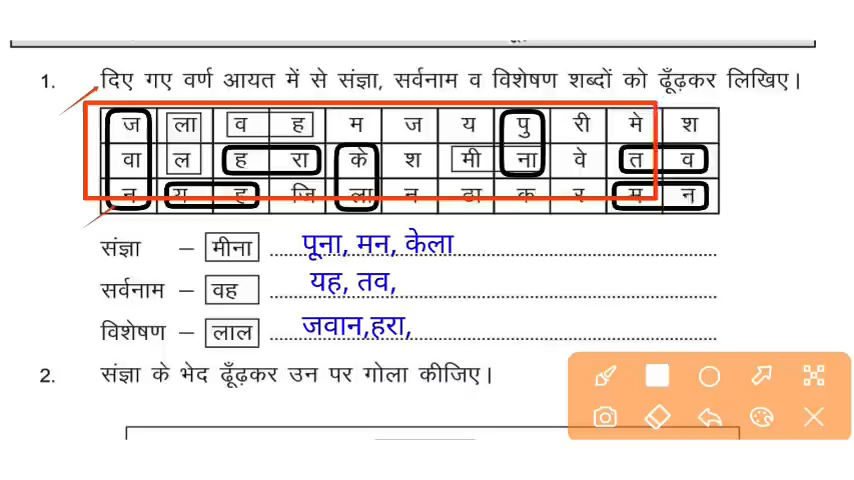 1. दिए गए वर्ण आयत में से संज्ञा, सर्वनाम व विशेषण शब्दों को ढूँढ़कर लिखिए।
ज ला व ह म ज य पु री मे श
वा ल ह रा के श मी ना वे त व
न य ह जि ला न ठा क र म न
संज्ञा – मीना पूना, मन, केला
सर्वनाम – वह यह, तव,
विशेषण – लाल जवान,हरा,
2. संज्ञा के भेद ढूँढ़कर उन पर गोला कीजिए।